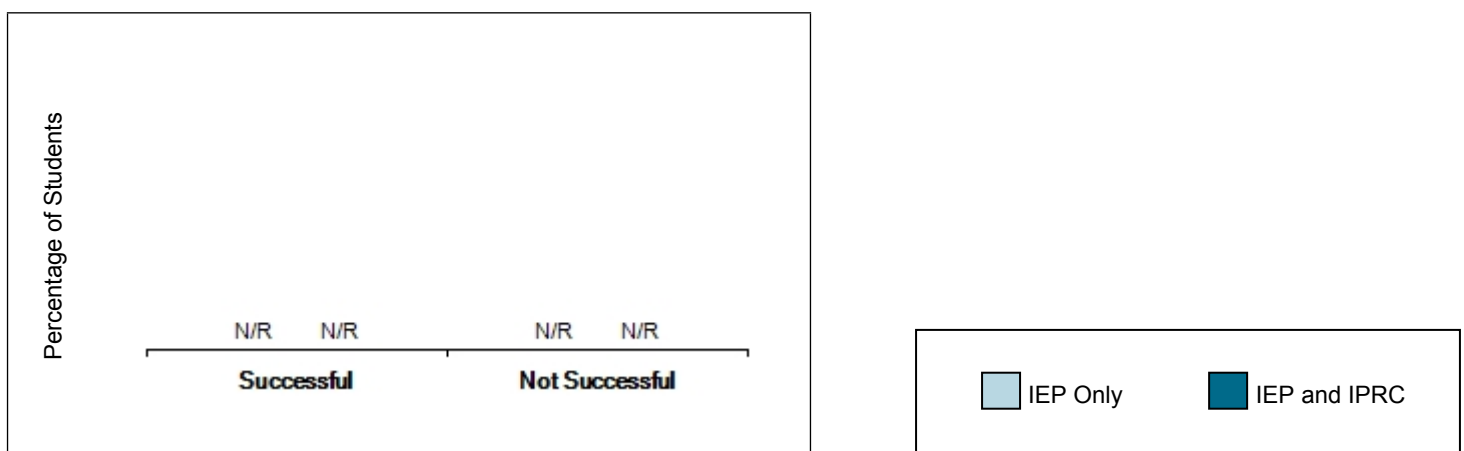 Percentage of Students
N/R N/R N/R N/R
Successful Not Successful
IEP Only IEP and IPRC